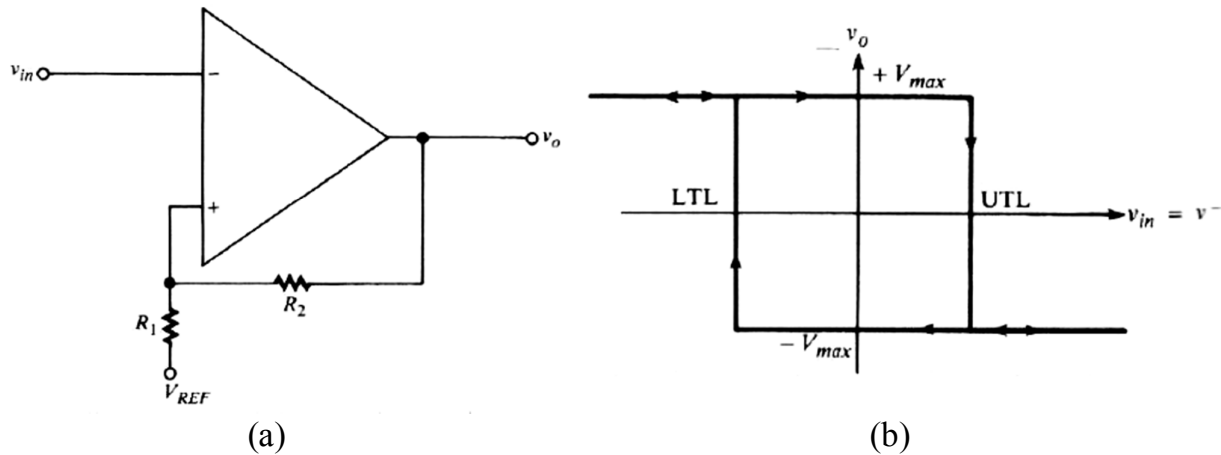 v_in
−
+
v_o
R_2
R_1
V_REF
(a)
v_o
+ V_max
LTL
UTL
v_in = v^−
− V_max
(b)